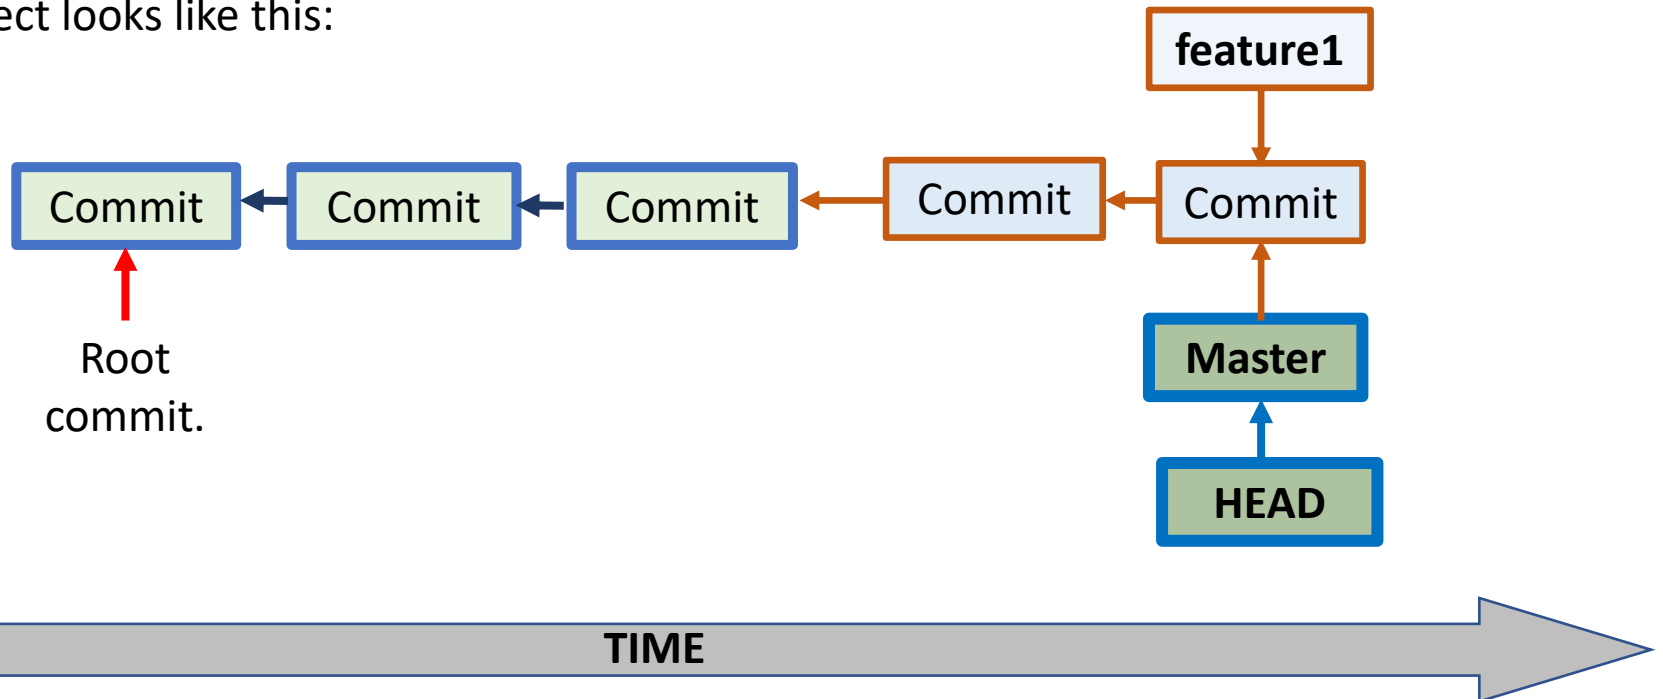 ect looks like this:
feature1
Commit
Commit
Commit
Commit
Commit
Root
commit.
Master
HEAD
TIME